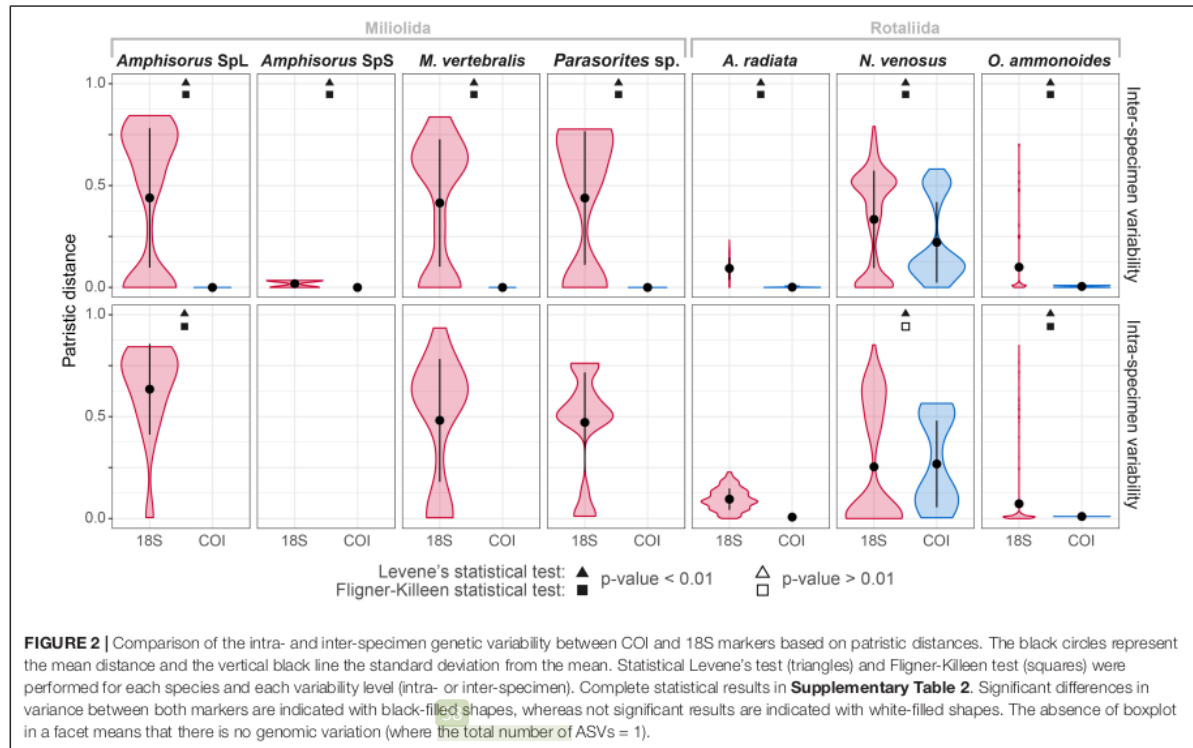 Miliolida Rotaliida
Amphisorus SpL Amphisorus SpS M. vertebralis Parasorites sp. A. radiata N. venosus O. ammonoides
1.0
0.5
0.0
Inter-specimen variability
Patristic distance
1.0
0.5
0.0
Intra-specimen variability
18S COI 18S COI 18S COI 18S COI 18S COI 18S COI 18S COI
Levene's statistical test: ▲ p-value < 0.01 △ p-value > 0.01
Fligner-Killeen statistical test: ■ □
FIGURE 2 | Comparison of the intra- and inter-specimen genetic variability between COI and 18S markers based on patristic distances. The black circles represent
the mean distance and the vertical black line the standard deviation from the mean. Statistical Levene's test (triangles) and Fligner-Killeen test (squares) were
performed for each species and each variability level (intra- or inter-specimen). Complete statistical results in Supplementary Table 2. Significant differences in
variance between both markers are indicated with black-filled shapes, whereas not significant results are indicated with white-filled shapes. The absence of boxplot
in a facet means that there is no genomic variation (where the total number of ASVs = 1).